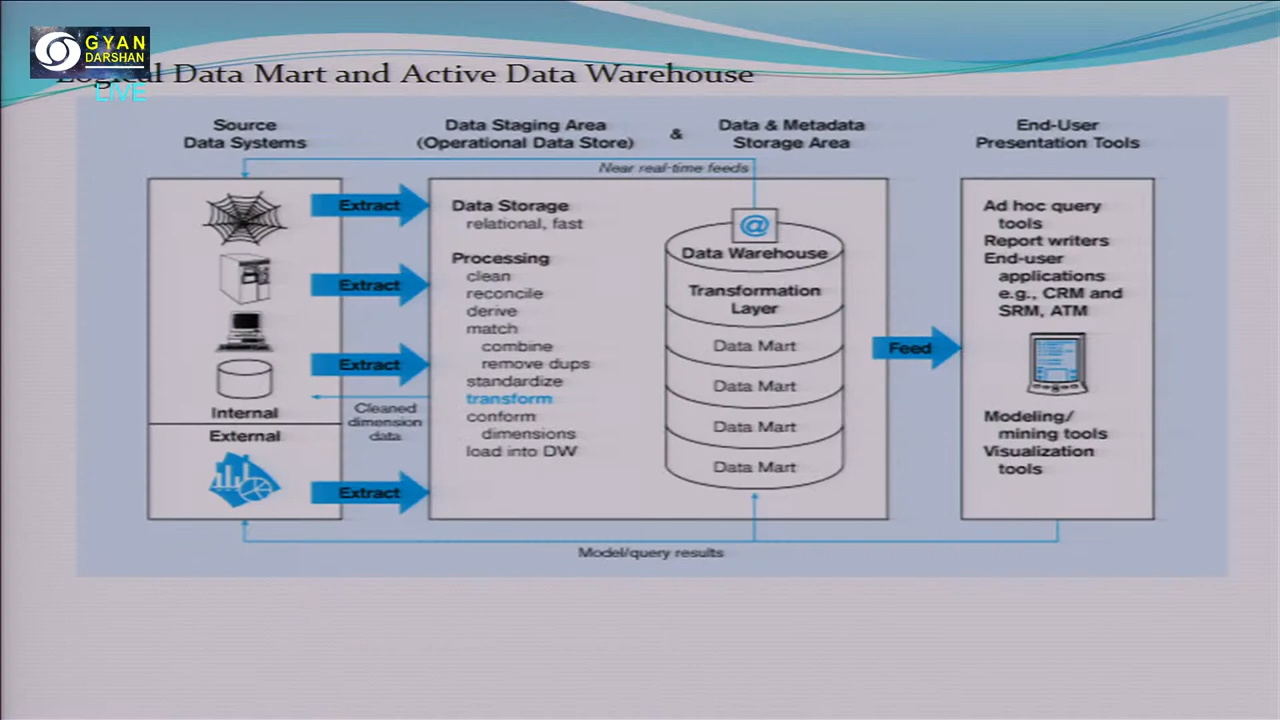 GYAN
DARSHAN
LIVE
Logical Data Mart and Active Data Warehouse
Source
Data Systems
Data Staging Area
(Operational Data Store)
&
Data & Metadata
Storage Area
End-User
Presentation Tools
Near real-time feeds
Extract
Extract
Extract
Extract
Internal
External
Cleaned
dimension
data
Data Storage
relational, fast
Processing
clean
reconcile
derive
match
combine
remove dups
standardize
transform
conform
dimensions
load into DW
@
Data Warehouse
Transformation
Layer
Data Mart
Data Mart
Data Mart
Data Mart
Feed
Ad hoc query
tools
Report writers
End-user
applications
e.g., CRM and
SRM, ATM
Modeling/
mining tools
Visualization
tools
Model/query results